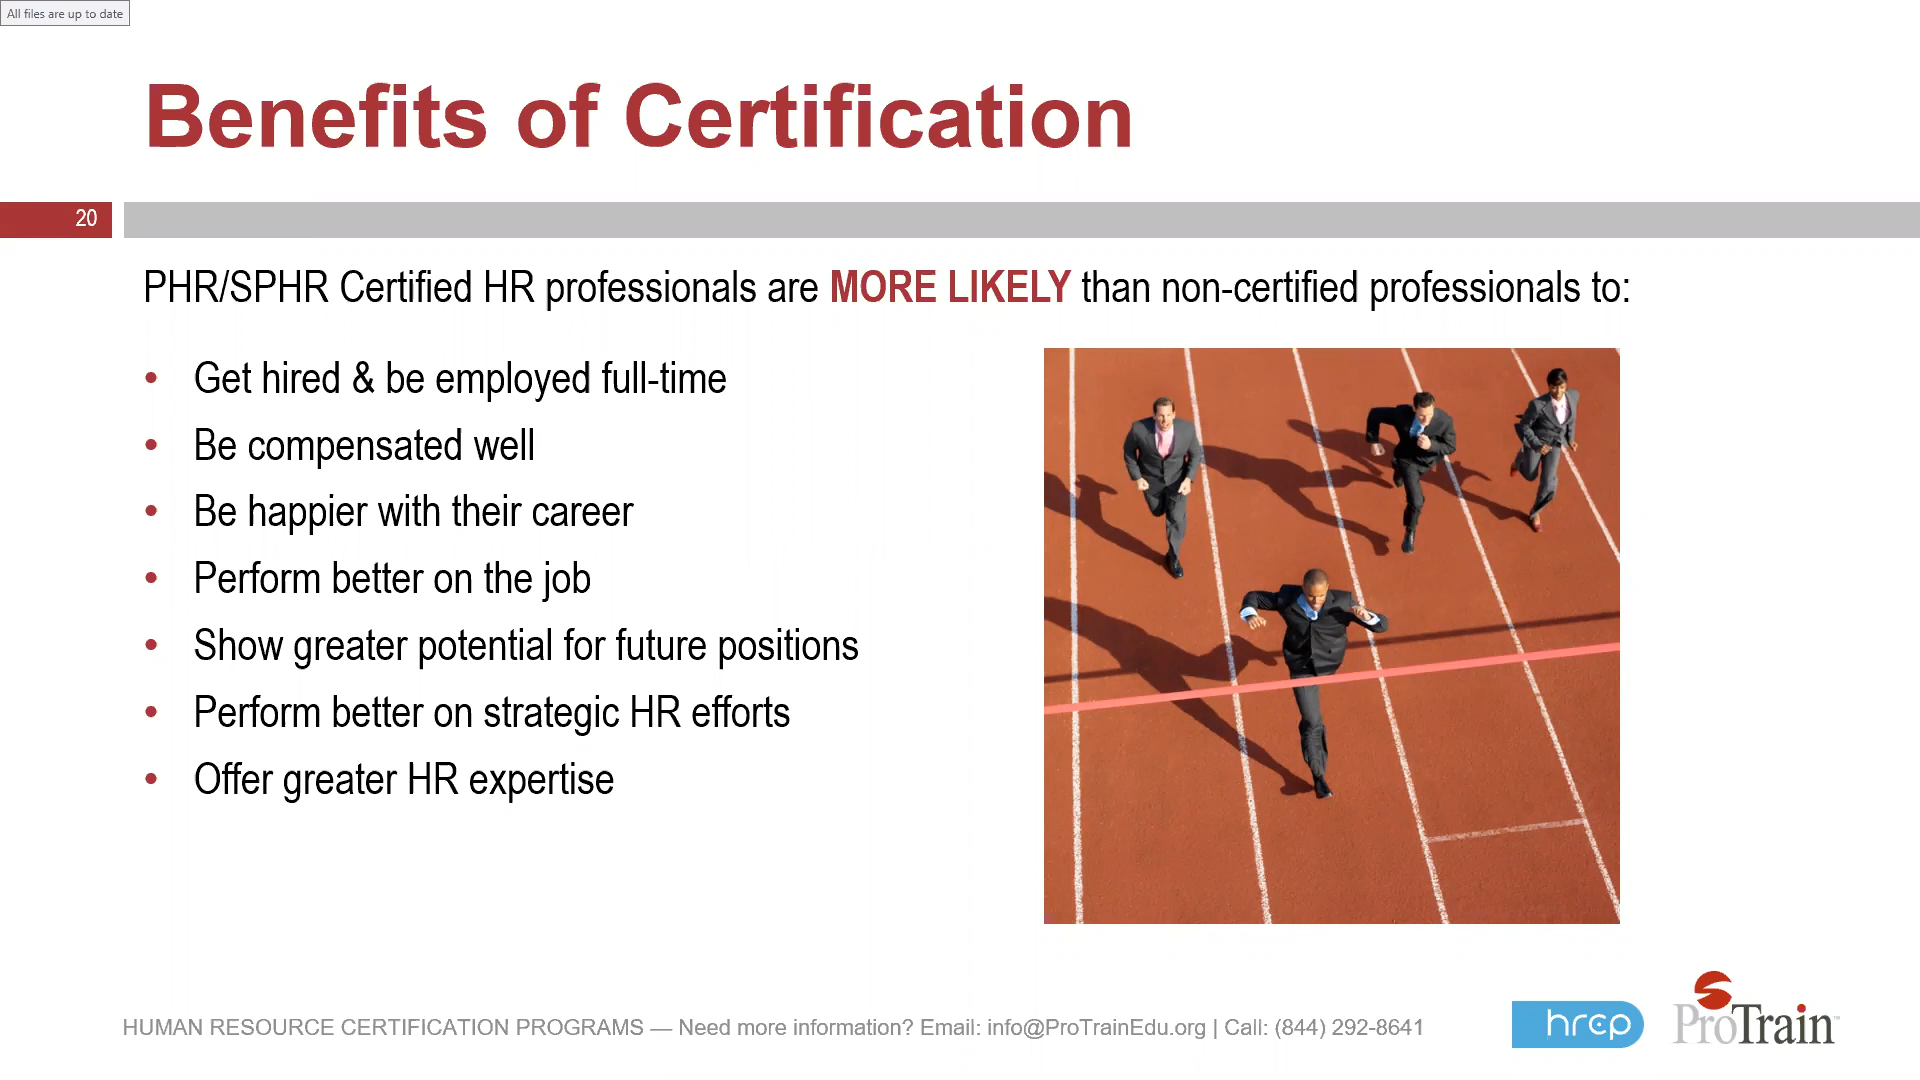 All files are up to date
Benefits of Certification
20
PHR/SPHR Certified HR professionals are MORE LIKELY than non-certified professionals to:
• Get hired & be employed full-time
• Be compensated well
• Be happier with their career
• Perform better on the job
• Show greater potential for future positions
• Perform better on strategic HR efforts
• Offer greater HR expertise
HUMAN RESOURCE CERTIFICATION PROGRAMS — Need more information? Email: info@ProTrainEdu.org | Call: (844) 292-8641
hrcp
ProTrain™